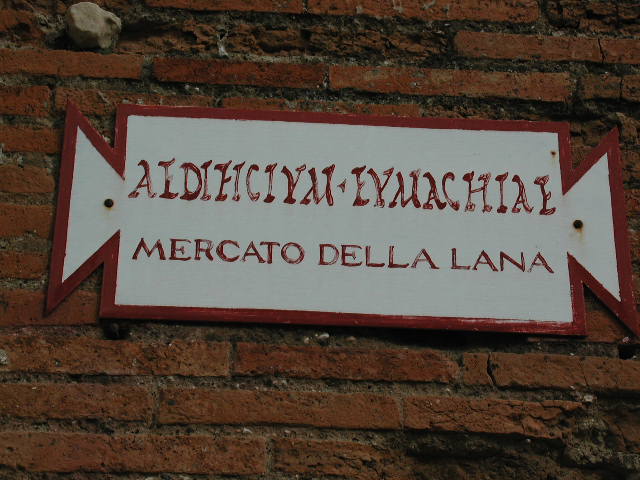 AEDIFICIVM·EVMACHIAE
MERCATO DELLA LANA